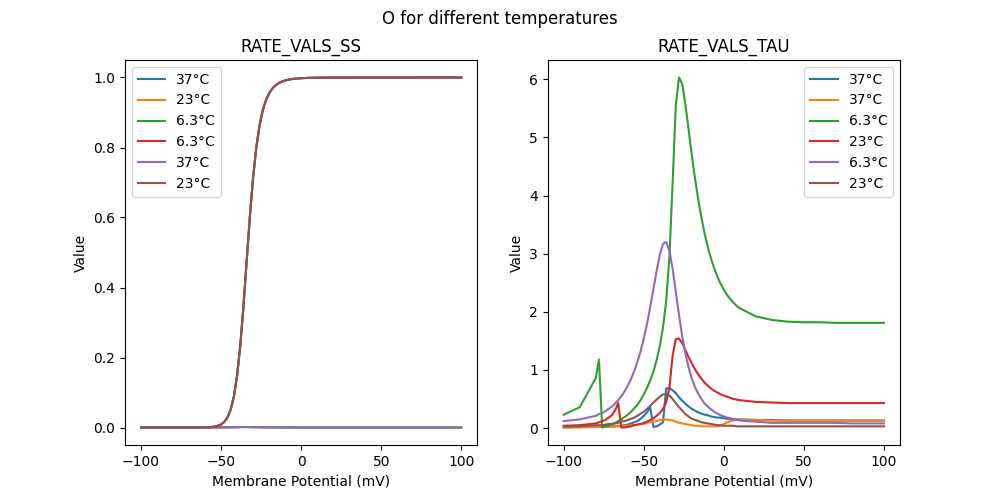 O for different temperatures
RATE_VALS_SS
1.0
0.8
0.6
0.4
0.2
0.0
Value
−100
−50
0
50
100
Membrane Potential (mV)
37°C
23°C
6.3°C
6.3°C
37°C
23°C
RATE_VALS_TAU
6
5
4
3
2
1
0
Value
−100
−50
0
50
100
Membrane Potential (mV)
37°C
37°C
6.3°C
23°C
6.3°C
23°C